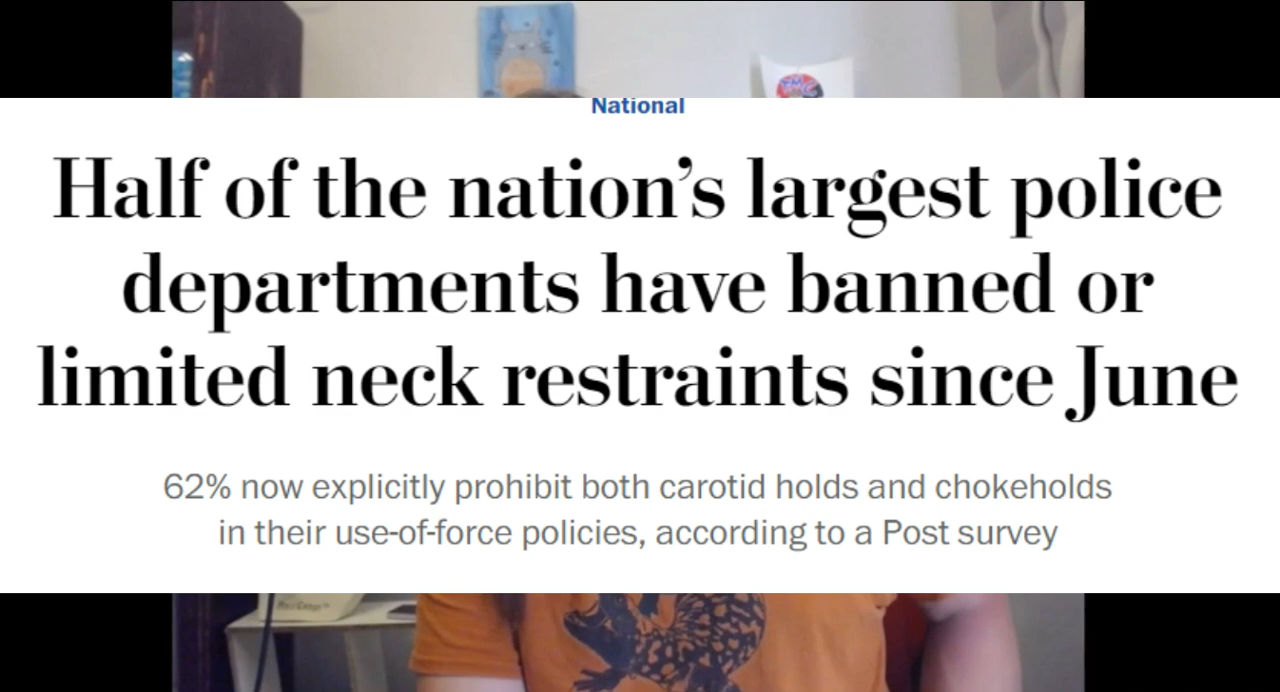 TMC
National
Half of the nation’s largest police
departments have banned or
limited neck restraints since June
62% now explicitly prohibit both carotid holds and chokeholds
in their use-of-force policies, according to a Post survey